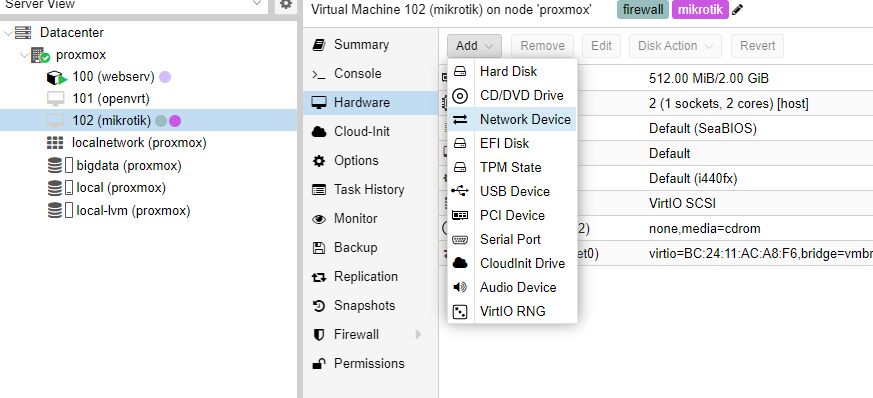 Server View
Datacenter
proxmox
100 (webserv)
101 (openvrt)
102 (mikrotik)
localnetwork (proxmox)
bigdata (proxmox)
local (proxmox)
local-lvm (proxmox)
Virtual Machine 102 (mikrotik) on node 'proxmox' firewall mikrotik
Summary
Console
Hardware
Cloud-Init
Options
Task History
Monitor
Backup
Replication
Snapshots
Firewall
Permissions
Add Remove Edit Disk Action Revert
Hard Disk
CD/DVD Drive
Network Device
EFI Disk
TPM State
USB Device
PCI Device
Serial Port
CloudInit Drive
Audio Device
VirtIO RNG
512.00 MiB/2.00 GiB
2 (1 sockets, 2 cores) [host]
Default (SeaBIOS)
Default
Default (i440fx)
VirtIO SCSI
2) none,media=cdrom
et0) virtio=BC:24:11:AC:A8:F6,bridge=vmbr